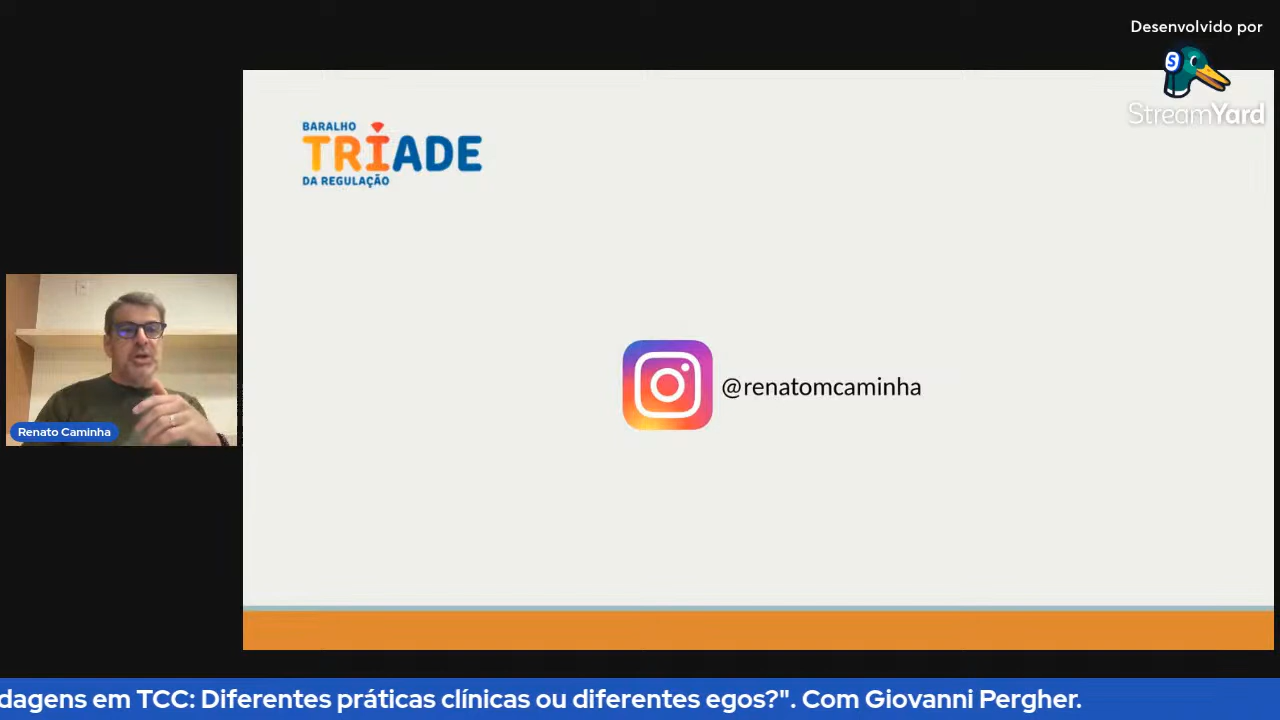 Desenvolvido por
StreamYard
BARALHO
TRIADE
DA REGULAÇÃO
@renatomcaminha
Renato Caminha
dagens em TCC: Diferentes práticas clínicas ou diferentes egos?". Com Giovanni Pergher.